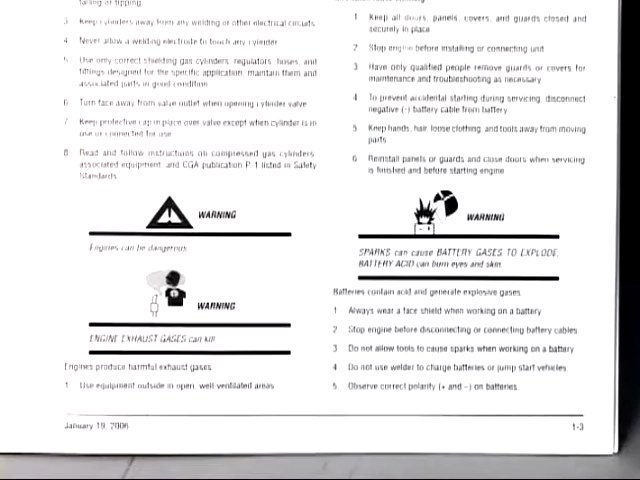 falling or tipping.
3 Keep cylinders away from any welding or other electrical circuits.
4 Never allow a welding electrode to touch any cylinder.
5 Use only correct shielding gas cylinders, regulators, hoses, and
fittings designed for the specific application; maintain them and
associated parts in good condition.
6 Turn face away from valve outlet when opening cylinder valve.
7 Keep protective cap in place over valve except when cylinder is in
use or connected for use.
8 Read and follow instructions on compressed gas cylinders,
associated equipment, and CGA publication P-1 listed in Safety
Standards.
WARNING
Engines can be dangerous.
WARNING
ENGINE EXHAUST GASES can kill.
Engines produce harmful exhaust gases.
1 Use equipment outside in open, well-ventilated areas.
1 Keep all doors, panels, covers, and guards closed and
securely in place.
2 Stop engine before installing or connecting unit.
3 Have only qualified people remove guards or covers for
maintenance and troubleshooting as necessary.
4 To prevent accidental starting during servicing, disconnect
negative (-) battery cable from battery.
5 Keep hands, hair, loose clothing, and tools away from moving
parts.
6 Reinstall panels or guards and close doors when servicing
is finished and before starting engine.
WARNING
SPARKS can cause BATTERY GASES TO EXPLODE;
BATTERY ACID can burn eyes and skin.
Batteries contain acid and generate explosive gases.
1 Always wear a face shield when working on a battery.
2 Stop engine before disconnecting or connecting battery cables.
3 Do not allow tools to cause sparks when working on a battery.
4 Do not use welder to charge batteries or jump start vehicles.
5 Observe correct polarity (+ and -) on batteries.
January 19, 2006
1-3